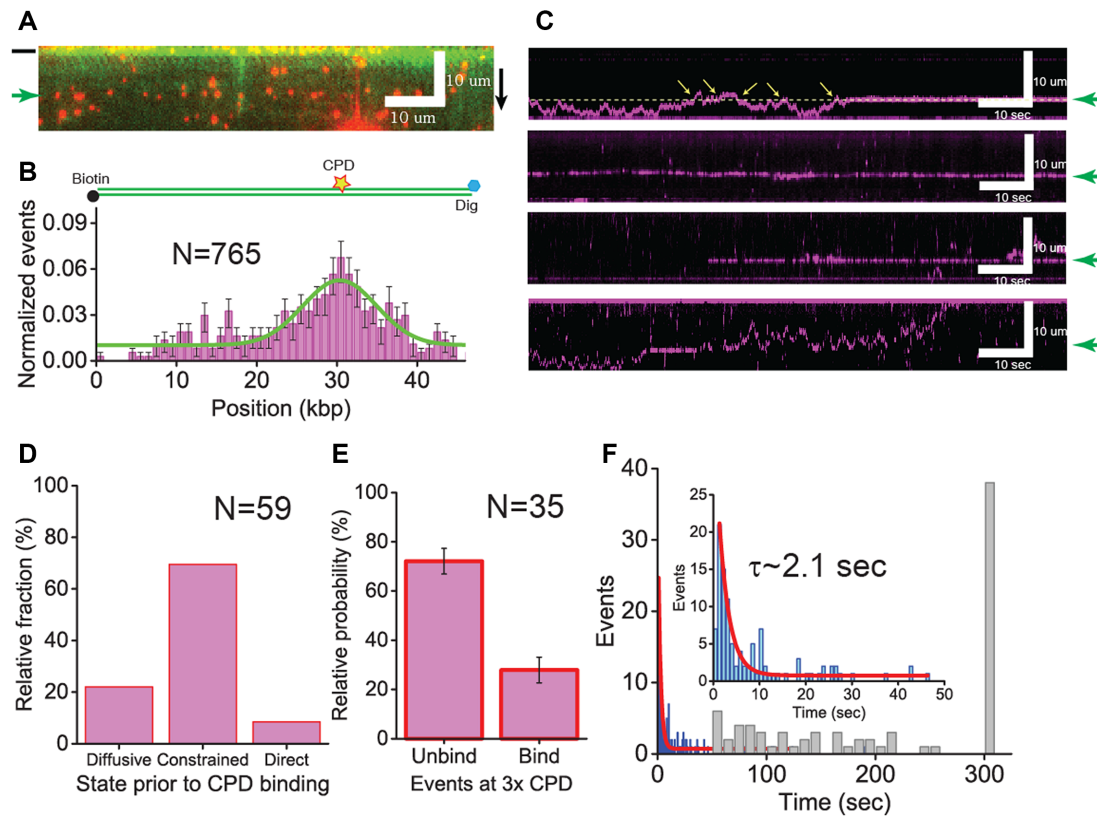 A
10 um
10 um
B
Biotin
CPD
Dig
N=765
Normalized events
0.09
0.06
0.03
0.00
0
10
20
30
40
Position (kbp)
C
10 um
10 sec
10 um
10 sec
10 um
10 sec
10 um
10 sec
D
N=59
Relative fraction (%)
100
80
60
40
20
0
Diffusive
Constrained
Direct
State prior to CPD binding
E
N=35
Relative probability (%)
100
80
60
40
20
0
Unbind
Bind
Events at 3x CPD
F
Events
40
30
20
10
0
0
100
200
300
Time (sec)
τ~2.1 sec
Events
25
20
15
10
5
0
0
10
20
30
40
50
Time (sec)